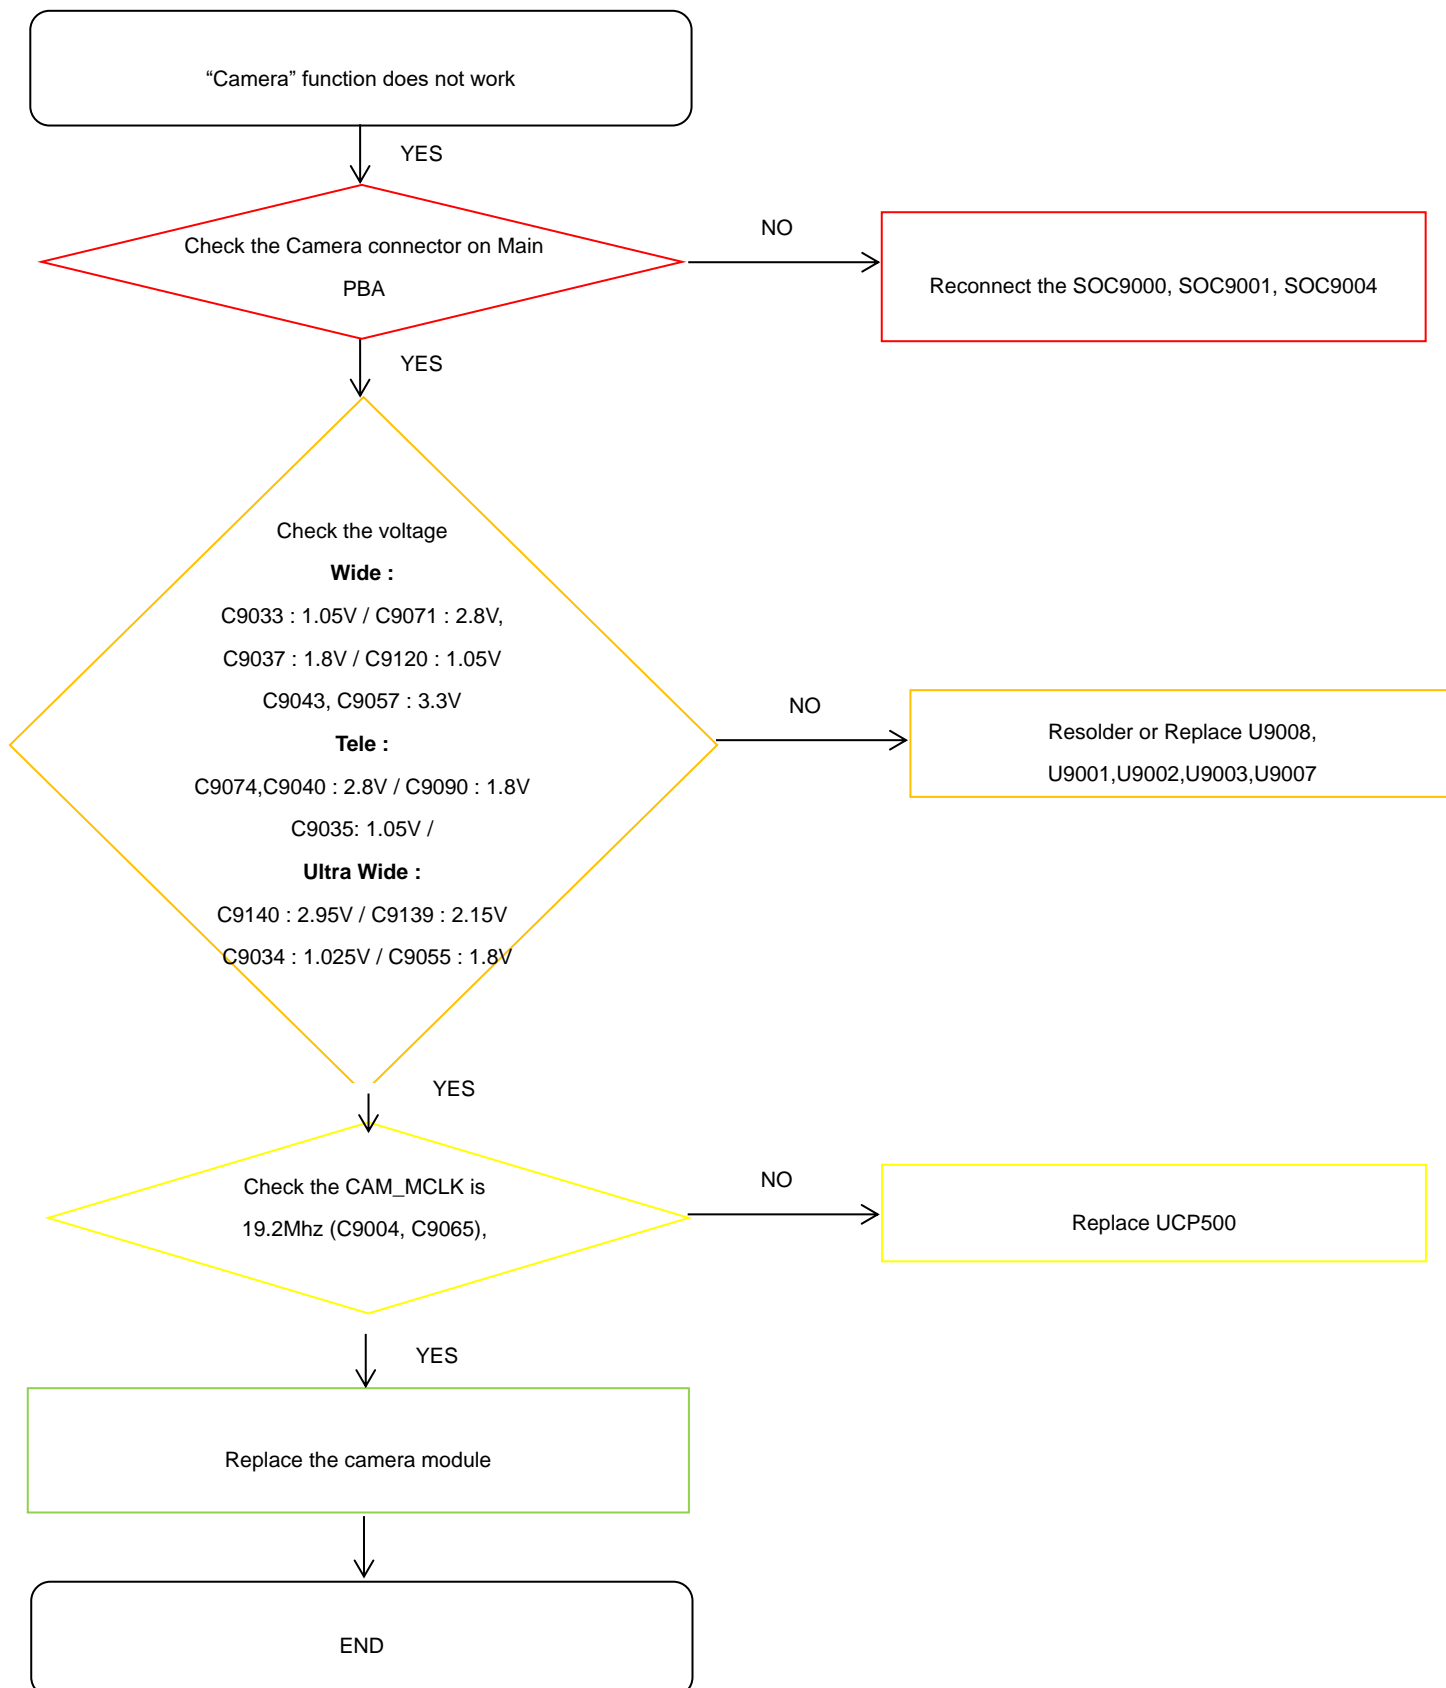 “Camera” function does not work
YES
Check the Camera connector on Main
PBA
NO
Reconnect the SOC9000, SOC9001, SOC9004
YES
Check the voltage
Wide :
C9033 : 1.05V / C9071 : 2.8V,
C9037 : 1.8V / C9120 : 1.05V
C9043, C9057 : 3.3V
Tele :
C9074,C9040 : 2.8V / C9090 : 1.8V
C9035: 1.05V /
Ultra Wide :
C9140 : 2.95V / C9139 : 2.15V
C9034 : 1.025V / C9055 : 1.8V
NO
Resolder or Replace U9008,
U9001,U9002,U9003,U9007
YES
Check the CAM_MCLK is
19.2Mhz (C9004, C9065),
NO
Replace UCP500
YES
Replace the camera module
END